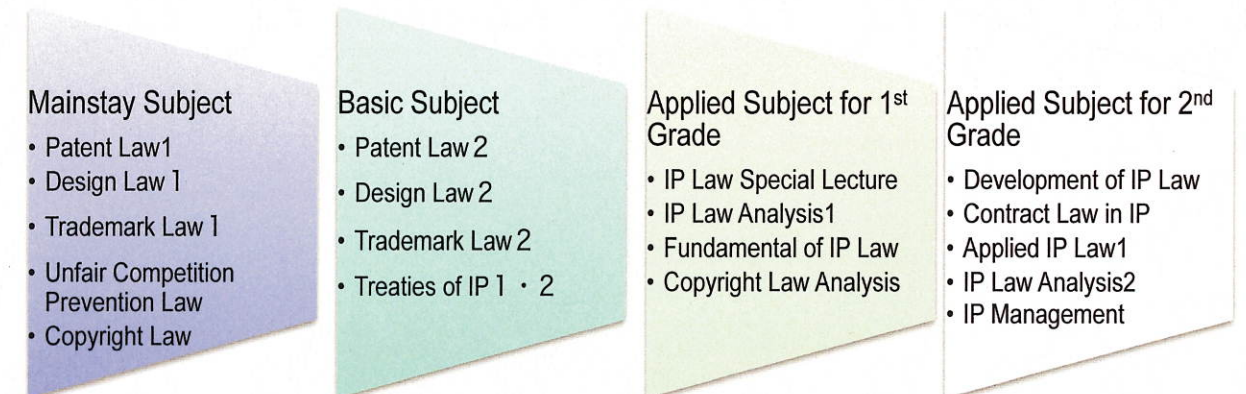 Mainstay Subject
• Patent Law1
• Design Law 1
• Trademark Law 1
• Unfair Competition
Prevention Law
• Copyright Law
Basic Subject
• Patent Law 2
• Design Law 2
• Trademark Law 2
• Treaties of IP 1 ・ 2
Applied Subject for 1st
Grade
• IP Law Special Lecture
• IP Law Analysis1
• Fundamental of IP Law
• Copyright Law Analysis
Applied Subject for 2nd
Grade
• Development of IP Law
• Contract Law in IP
• Applied IP Law1
• IP Law Analysis2
• IP Management